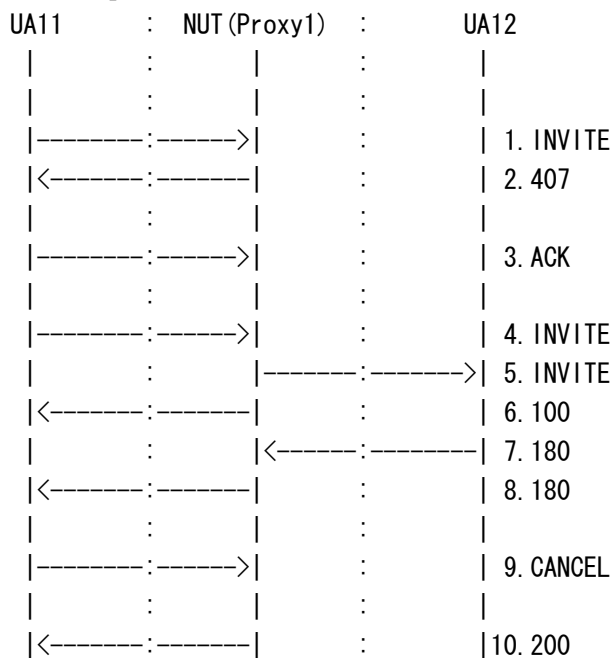 UA11 : NUT(Proxy1) : UA12
| : | : |
| : | : |
|--------:------>| : | 1. INVITE
|<-------:-------| : | 2. 407
| : | : |
|--------:------>| : | 3. ACK
| : | : |
|--------:------>| : | 4. INVITE
| : |-------:------->| 5. INVITE
|<-------:-------| : | 6. 100
| : |<------:--------| 7. 180
|<-------:-------| : | 8. 180
| : | : |
|--------:------>| : | 9. CANCEL
| : | : |
|<-------:-------| : |10. 200